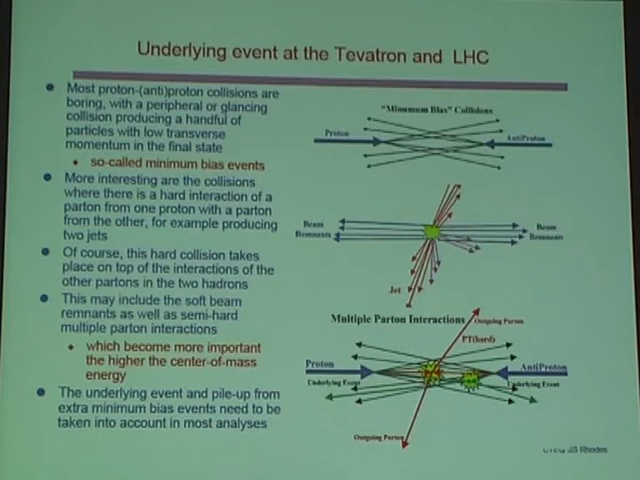 Underlying event at the Tevatron and LHC
Most proton-(anti)proton collisions are
boring, with a peripheral or glancing
collision producing a handful of
particles with low transverse
momentum in the final state
so-called minimum bias events
More interesting are the collisions
where there is a hard interaction of a
parton from one proton with a parton
from the other, for example producing
two jets
Of course, this hard collision takes
place on top of the interactions of the
other partons in the two hadrons
This may include the soft beam
remnants as well as semi-hard
multiple parton interactions
which become more important
the higher the center-of-mass
energy
The underlying event and pile-up from
extra minimum bias events need to be
taken into account in most analyses
"Minumum Bias" Collisions
Proton
AntiProton
Beam
Remnants
Beam
Remnants
Jet
Multiple Parton Interactions
Outgoing Parton
PT(hard)
Proton
AntiProton
Underlying Event
Underlying Event
Outgoing Parton
JS Rhodes